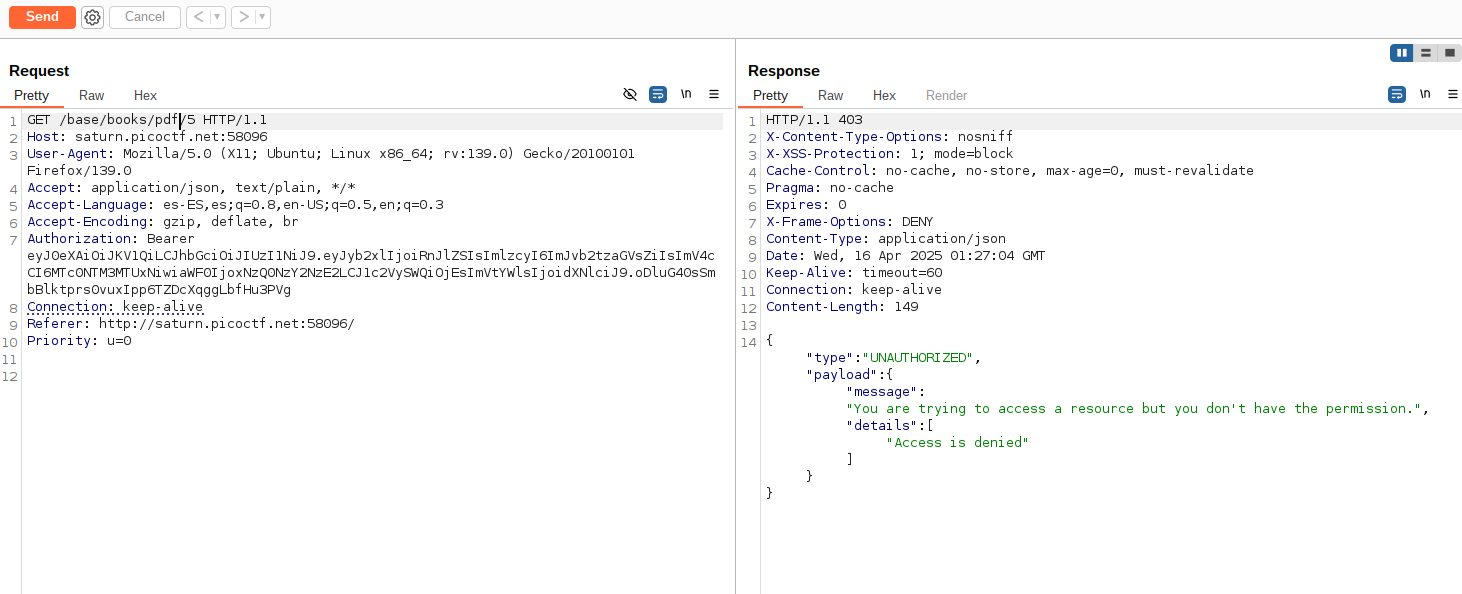 Send
Cancel
<
>
Request
Pretty Raw Hex
\n
1 GET /base/books/pdf/5 HTTP/1.1
2 Host: saturn.picoctf.net:58096
3 User-Agent: Mozilla/5.0 (X11; Ubuntu; Linux x86_64; rv:139.0) Gecko/20100101
Firefox/139.0
4 Accept: application/json, text/plain, */*
5 Accept-Language: es-ES,es;q=0.8,en-US;q=0.5,en;q=0.3
6 Accept-Encoding: gzip, deflate, br
7 Authorization: Bearer
eyJ0eXAiOiJKV1QiLCJhbGciOiJIUzI1NiJ9.eyJyb2xlIjoiRnJlZSIsImlzcyI6ImJvb2tzaGVsZiIsImV4c
CI6MTc0NTM3MTUxNiwiaWF0IjoxNzQ0NzY2NzE2LCJ1c2VySWQiOjEsImVtYWlsIjoidXNlciJ9.oDluG40sSm
bBlktprsOvuxIpp6TZDcXqggLbfHu3PVg
8 Connection: keep-alive
9 Referer: http://saturn.picoctf.net:58096/
10 Priority: u=0
11
12
Response
Pretty Raw Hex Render
\n
1 HTTP/1.1 403
2 X-Content-Type-Options: nosniff
3 X-XSS-Protection: 1; mode=block
4 Cache-Control: no-cache, no-store, max-age=0, must-revalidate
5 Pragma: no-cache
6 Expires: 0
7 X-Frame-Options: DENY
8 Content-Type: application/json
9 Date: Wed, 16 Apr 2025 01:27:04 GMT
10 Keep-Alive: timeout=60
11 Connection: keep-alive
12 Content-Length: 149
13
14 {
"type":"UNAUTHORIZED",
"payload":{
"message":
"You are trying to access a resource but you don't have the permission.",
"details":[
"Access is denied"
]
}
}